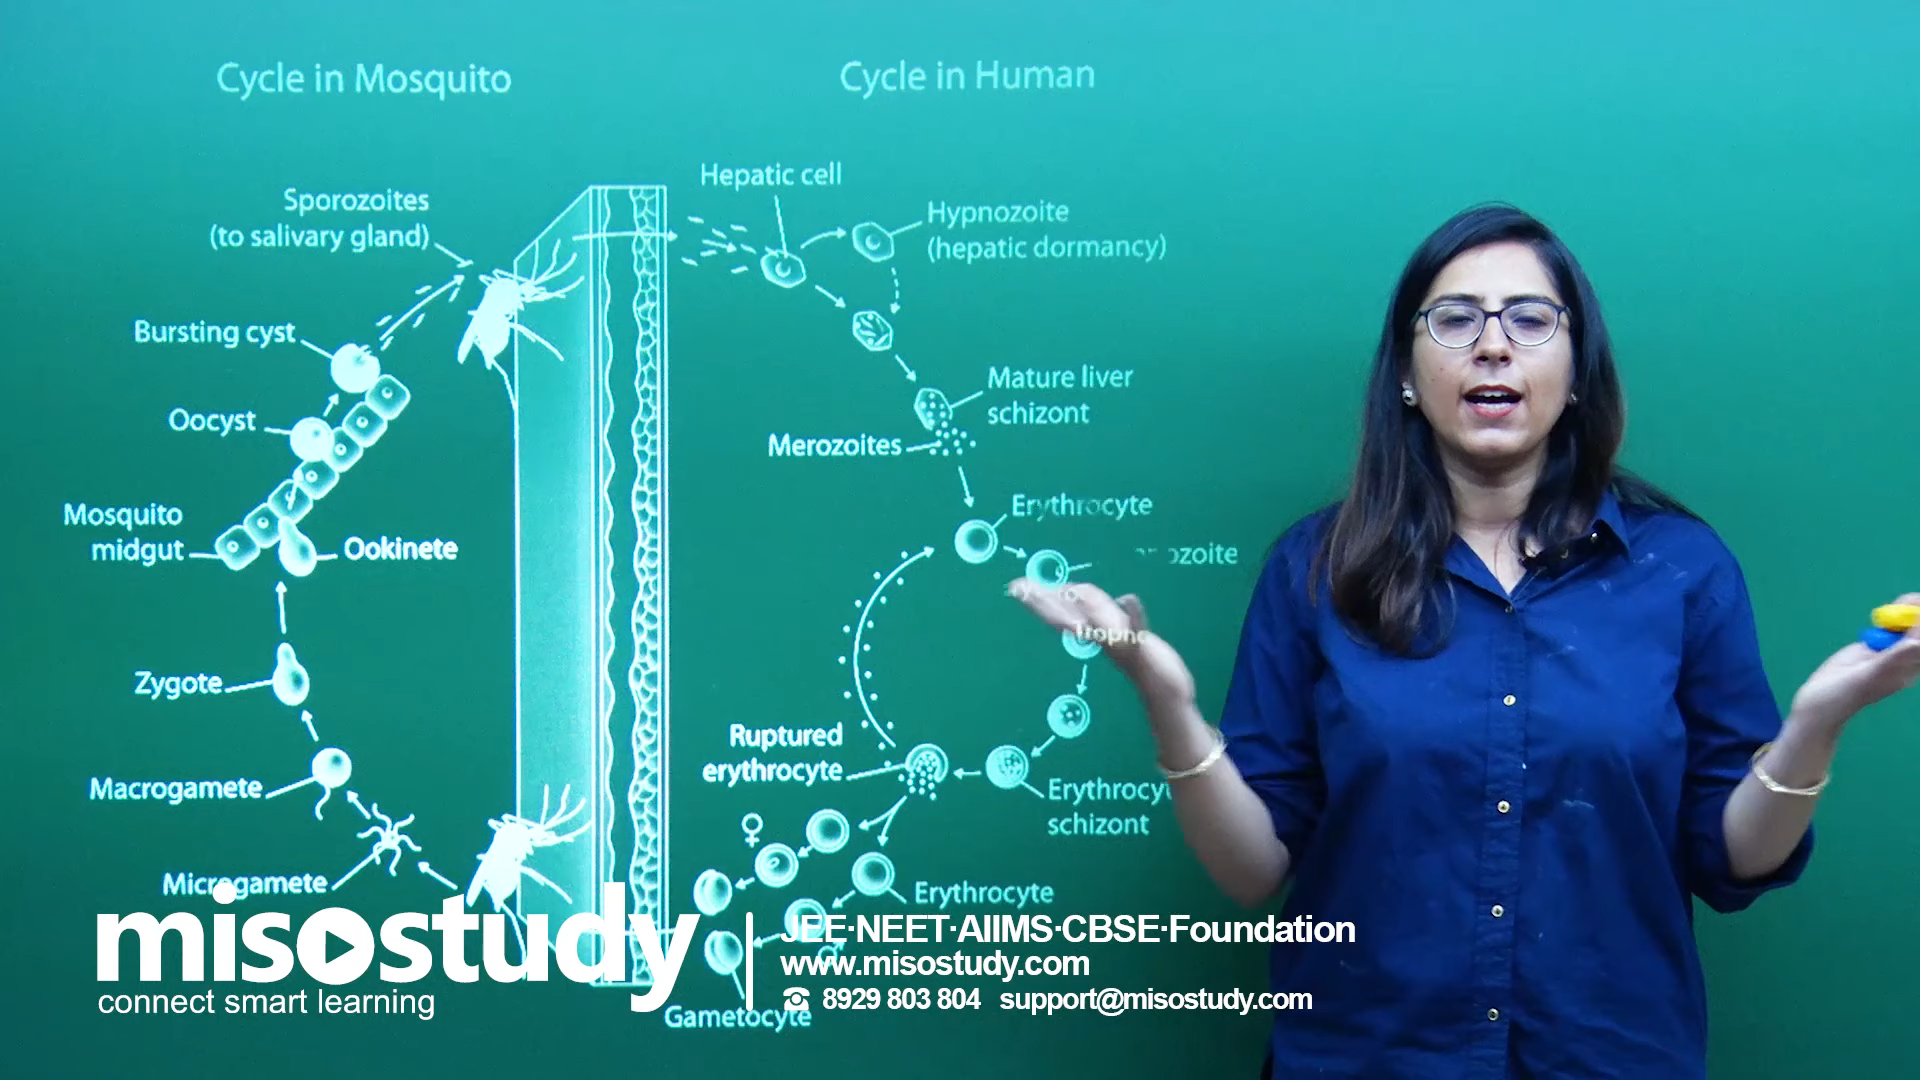 Cycle in Mosquito
Cycle in Human
Hepatic cell
Sporozoites
(to salivary gland)
Hypnozoite
(hepatic dormancy)
Bursting cyst
Mature liver
schizont
Oocyst
Merozoites
Erythrocyte
Mosquito
midgut
Ookinete
Zygote
Ruptured
erythrocyte
Macrogamete
Erythrocy
schizont
♀
Microgamete
Erythrocyte
Gametocyte
misostudy
connect smart learning
JEE·NEET·AIIMS·CBSE·Foundation
www.misostudy.com
8929 803 804 support@misostudy.com